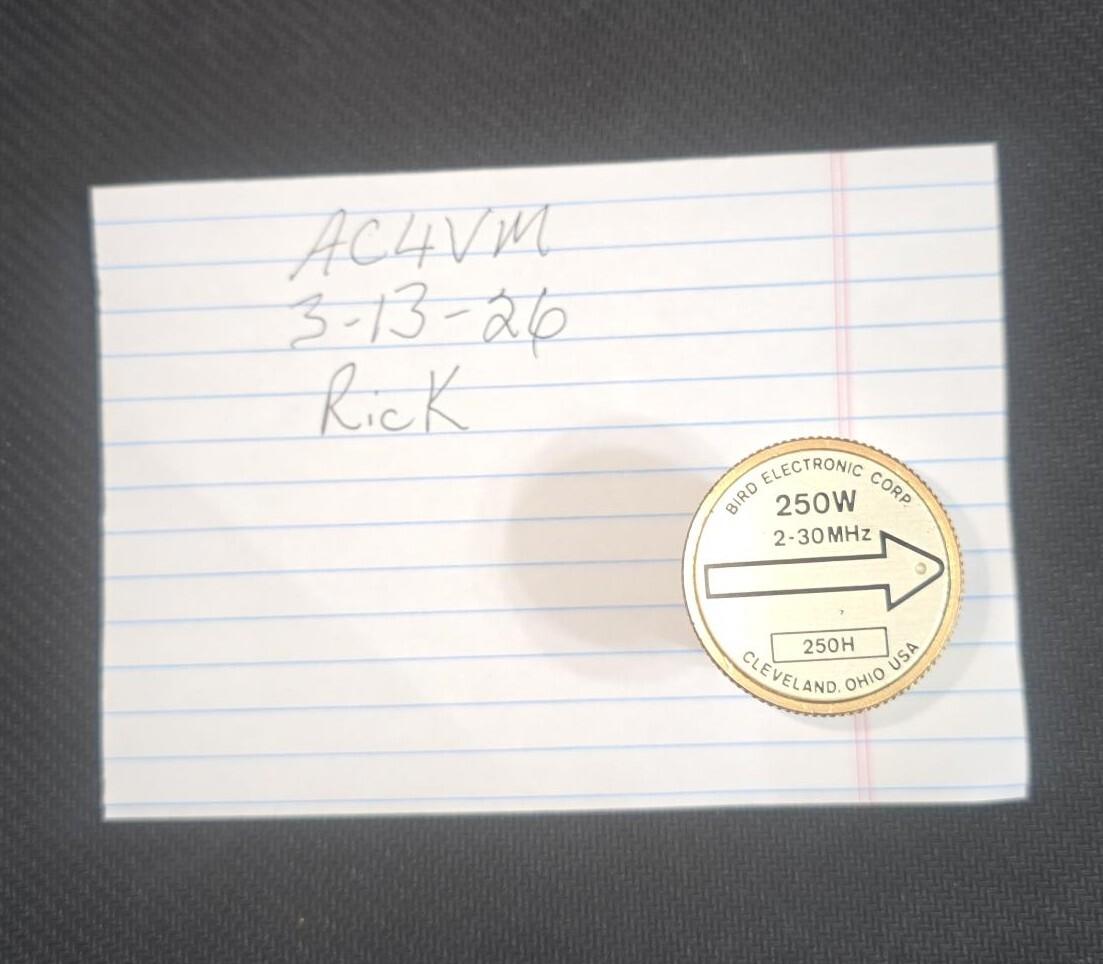 AC4VM
3-13-26
Rick
BIRD ELECTRONIC CORP.
250W
2-30MHz
250H
CLEVELAND, OHIO USA